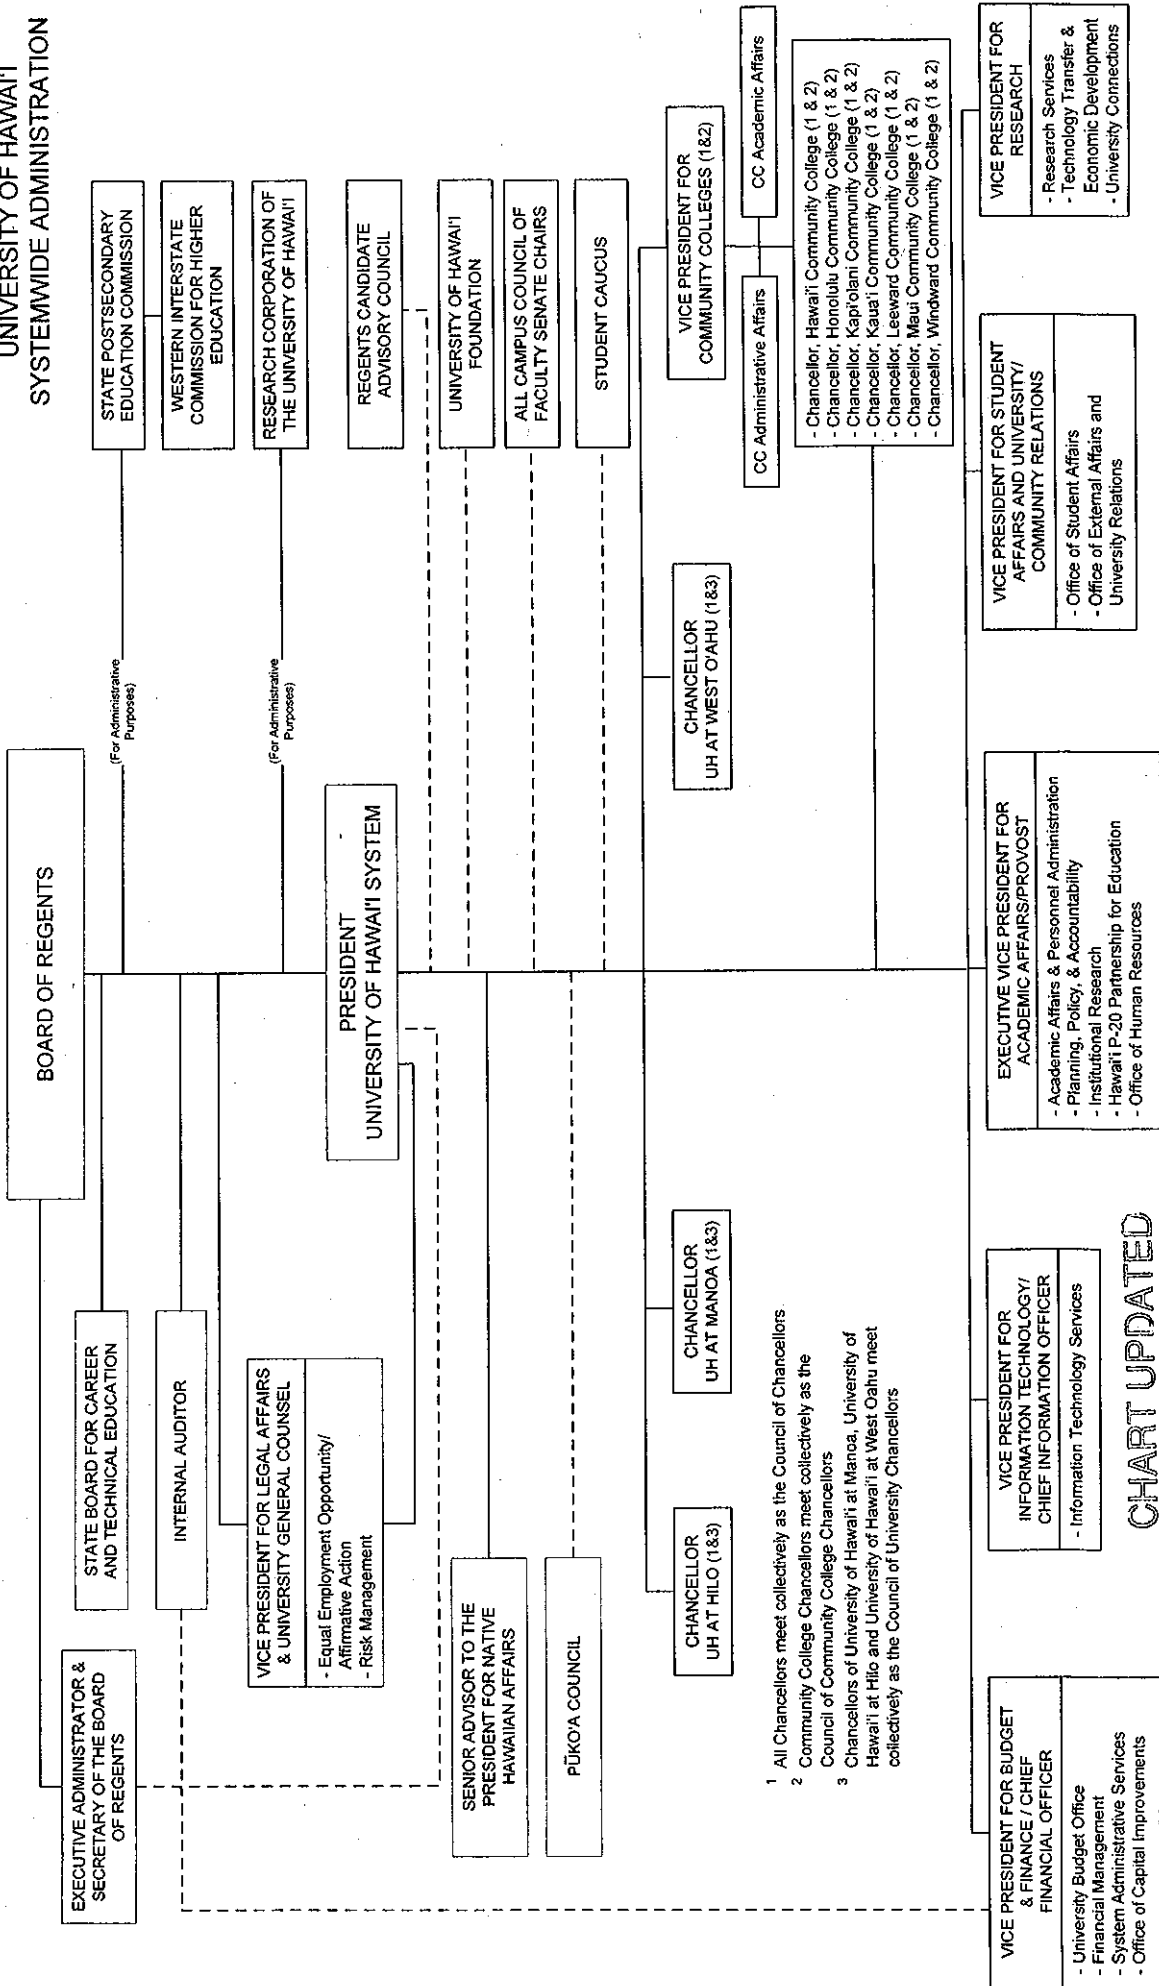 UNIVERSITY OF HAWAI'I
SYSTEMWIDE ADMINISTRATION
BOARD OF REGENTS
EXECUTIVE ADMINISTRATOR &
SECRETARY OF THE BOARD
OF REGENTS
STATE BOARD FOR CAREER
AND TECHNICAL EDUCATION
(For Administrative
Purposes)
STATE POSTSECONDARY
EDUCATION COMMISSION
WESTERN INTERSTATE
COMMISSION FOR HIGHER
EDUCATION
INTERNAL AUDITOR
VICE PRESIDENT FOR LEGAL AFFAIRS
& UNIVERSITY GENERAL COUNSEL
- Equal Employment Opportunity/
Affirmative Action
- Risk Management
(For Administrative
Purposes)
RESEARCH CORPORATION OF
THE UNIVERSITY OF HAWAI'I
PRESIDENT
UNIVERSITY OF HAWAI'I SYSTEM
REGENTS CANDIDATE
ADVISORY COUNCIL
SENIOR ADVISOR TO THE
PRESIDENT FOR NATIVE
HAWAIIAN AFFAIRS
UNIVERSITY OF HAWAI'I
FOUNDATION
ALL CAMPUS COUNCIL OF
FACULTY SENATE CHAIRS
PŪKO'A COUNCIL
STUDENT CAUCUS
CHANCELLOR
UH AT HILO (1&3)
CHANCELLOR
UH AT MANOA (1&3)
CHANCELLOR
UH AT WEST O'AHU (1&3)
VICE PRESIDENT FOR
COMMUNITY COLLEGES (1&2)
CC Administrative Affairs
CC Academic Affairs
- Chancellor, Hawai'i Community College (1 & 2)
- Chancellor, Honolulu Community College (1 & 2)
- Chancellor, Kapi'olani Community College (1 & 2)
- Chancellor, Kaua'i Community College (1 & 2)
- Chancellor, Leeward Community College (1 & 2)
- Chancellor, Maui Community College (1 & 2)
- Chancellor, Windward Community College (1 & 2)
1 All Chancellors meet collectively as the Council of Chancellors
2 Community College Chancellors meet collectively as the
Council of Community College Chancellors
3 Chancellors of University of Hawai'i at Manoa, University of
Hawai'i at Hilo and University of Hawai'i at West Oahu meet
collectively as the Council of University Chancellors
VICE PRESIDENT FOR BUDGET
& FINANCE / CHIEF
FINANCIAL OFFICER
- University Budget Office
- Financial Management
- System Administrative Services
- Office of Capital Improvements
VICE PRESIDENT FOR
INFORMATION TECHNOLOGY/
CHIEF INFORMATION OFFICER
- Information Technology Services
EXECUTIVE VICE PRESIDENT FOR
ACADEMIC AFFAIRS/PROVOST
- Academic Affairs & Personnel Administration
- Planning, Policy, & Accountability
- Institutional Research
- Hawai'i P-20 Partnership for Education
- Office of Human Resources
VICE PRESIDENT FOR STUDENT
AFFAIRS AND UNIVERSITY/
COMMUNITY RELATIONS
- Office of Student Affairs
- Office of External Affairs and
University Relations
VICE PRESIDENT FOR
RESEARCH
- Research Services
- Technology Transfer &
Economic Development
- University Connections
CHART UPDATED